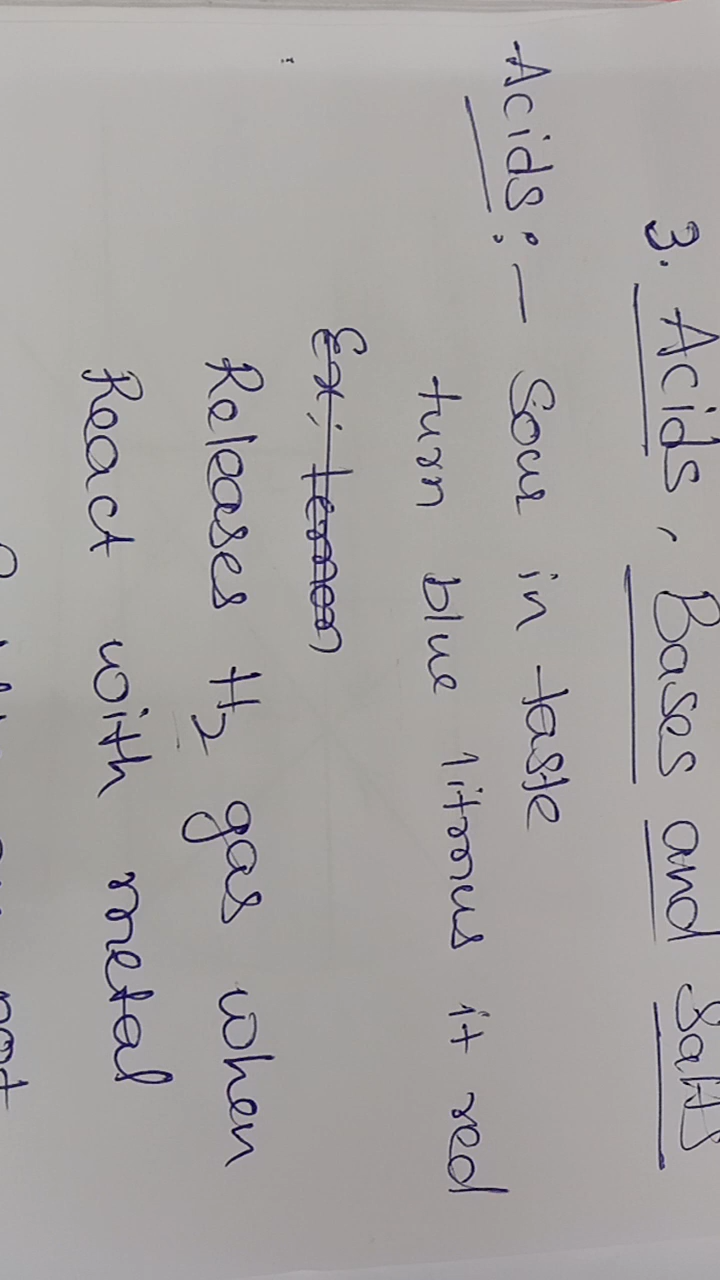 3. Acids, Bases and Salts
Acids:- Sour in taste
turn blue litmus it red
Ex:
Releases H₂ gas when
React with metal
not